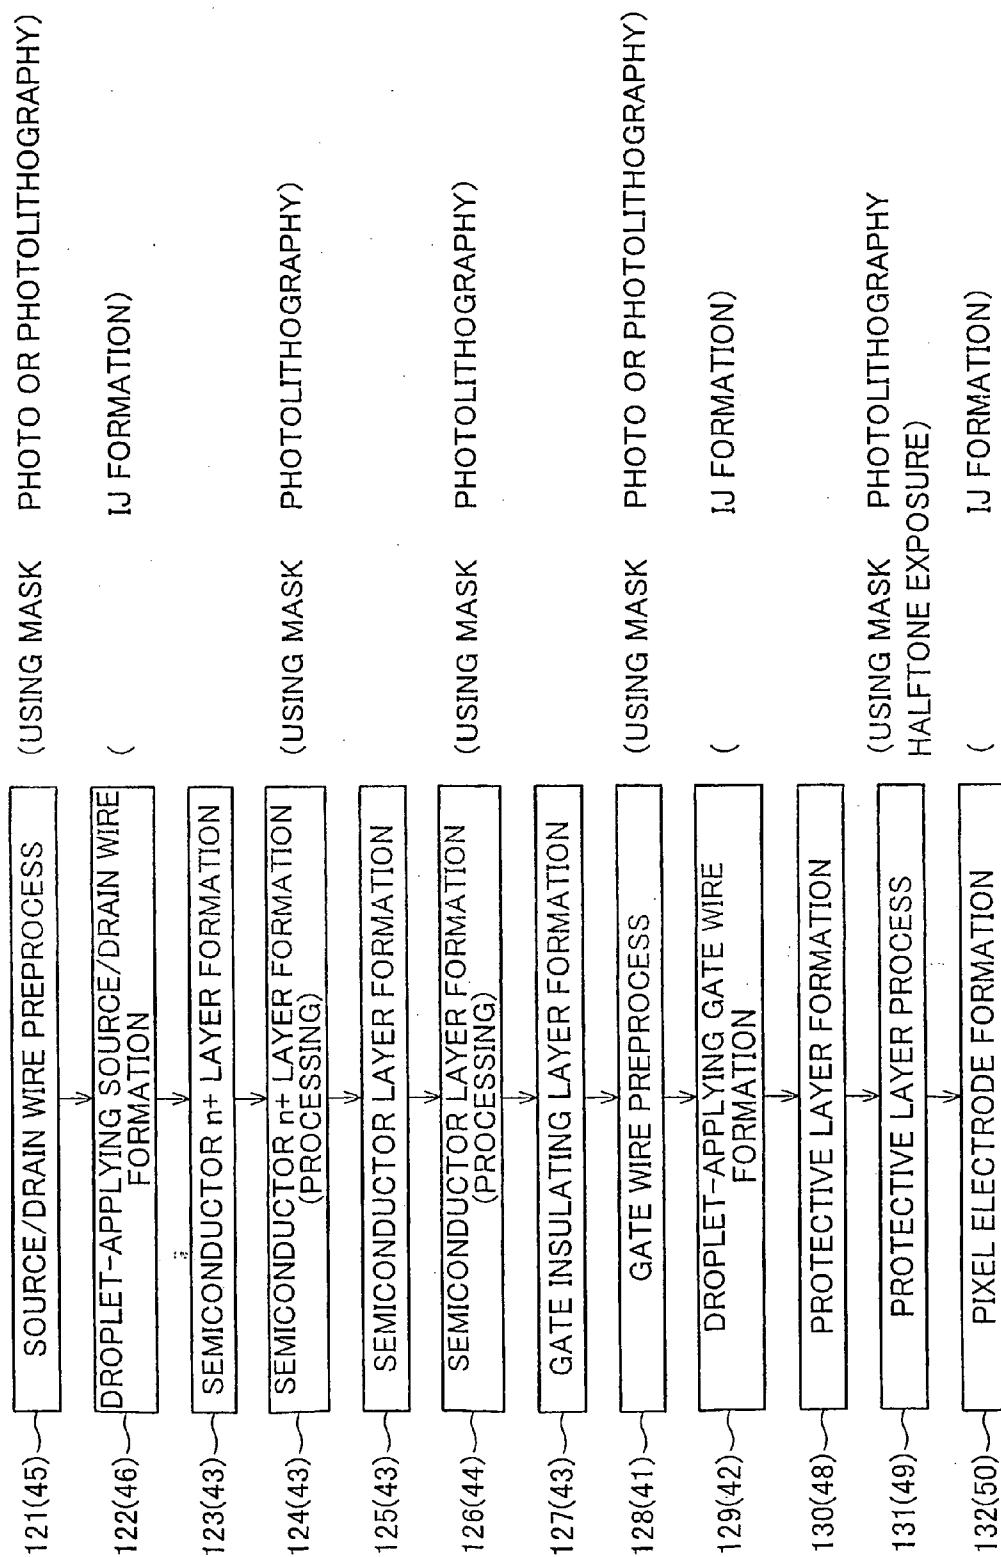 121(45) SOURCE/DRAIN WIRE PREPROCESS (USING MASK PHOTO OR PHOTOLITHOGRAPHY)
122(46) DROPLET-APPLYING SOURCE/DRAIN WIRE ( IJ FORMATION)
FORMATION
123(43) SEMICONDUCTOR n+ LAYER FORMATION
124(43) SEMICONDUCTOR n+ LAYER FORMATION (USING MASK PHOTOLITHOGRAPHY)
(PROCESSING)
125(43) SEMICONDUCTOR LAYER FORMATION
126(44) SEMICONDUCTOR LAYER FORMATION (USING MASK PHOTOLITHOGRAPHY)
(PROCESSING)
127(43) GATE INSULATING LAYER FORMATION
128(41) GATE WIRE PREPROCESS (USING MASK PHOTO OR PHOTOLITHOGRAPHY)
129(42) DROPLET-APPLYING GATE WIRE ( IJ FORMATION)
FORMATION
130(48) PROTECTIVE LAYER FORMATION
131(49) PROTECTIVE LAYER PROCESS (USING MASK PHOTOLITHOGRAPHY
HALFTONE EXPOSURE)
132(50) PIXEL ELECTRODE FORMATION ( IJ FORMATION)